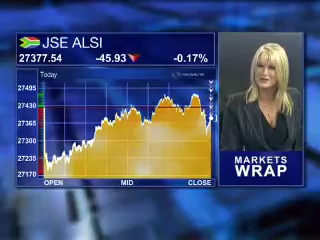 JSE ALSI
27377.54 -45.93 -0.17%
Today
27495
27430
27365
27300
27235
27170
OPEN MID CLOSE
MARKETS
WRAP